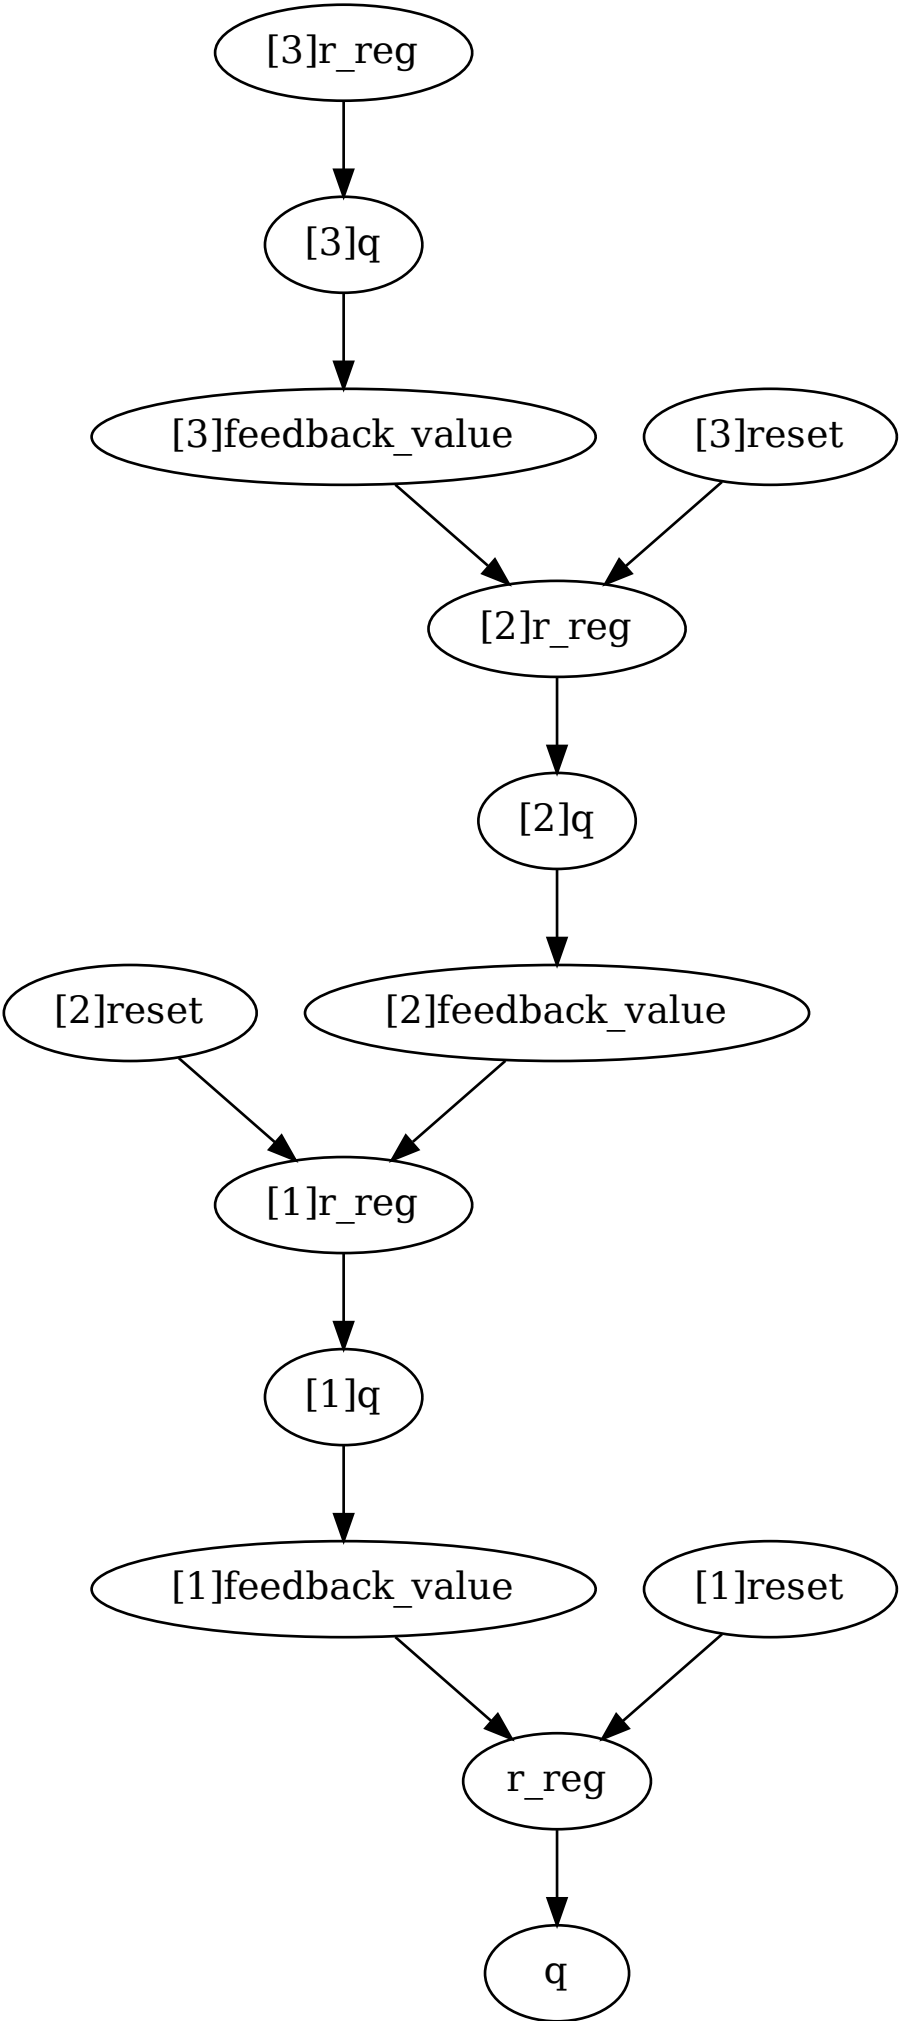 [3]r_reg
[3]q
[3]feedback_value
[3]reset
[2]r_reg
[2]q
[2]reset
[2]feedback_value
[1]r_reg
[1]q
[1]feedback_value
[1]reset
r_reg
q